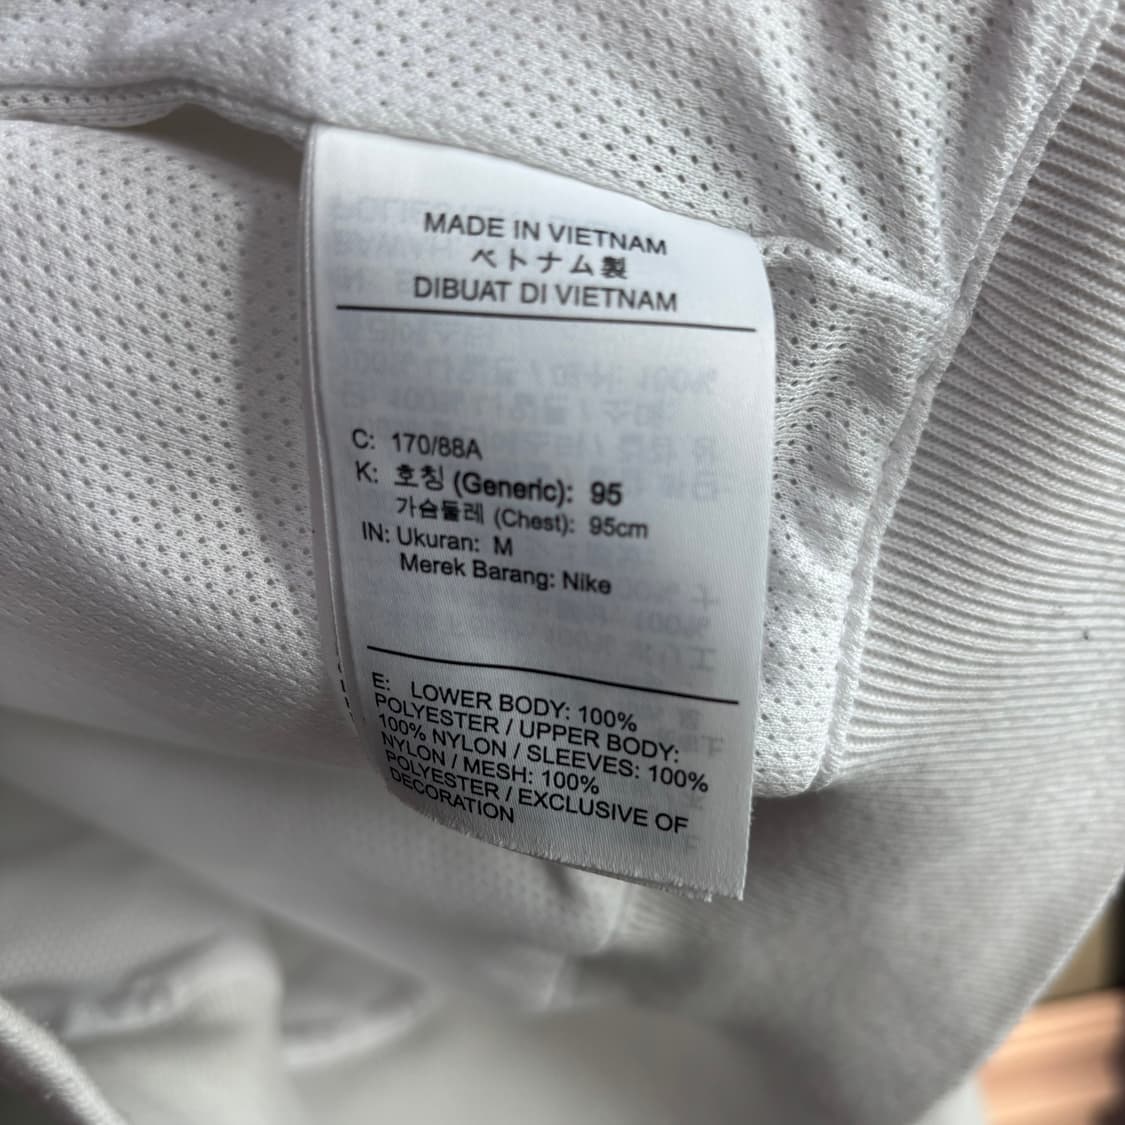 MADE IN VIETNAM
ベトナム製
DIBUAT DI VIETNAM
C: 170/88A
K: 호칭 (Generic): 95
가슴둘레 (Chest): 95cm
IN: Ukuran: M
Merek Barang: Nike
E: LOWER BODY: 100%
POLYESTER / UPPER BODY:
100% NYLON / SLEEVES: 100%
NYLON / MESH: 100%
POLYESTER / EXCLUSIVE OF
DECORATION